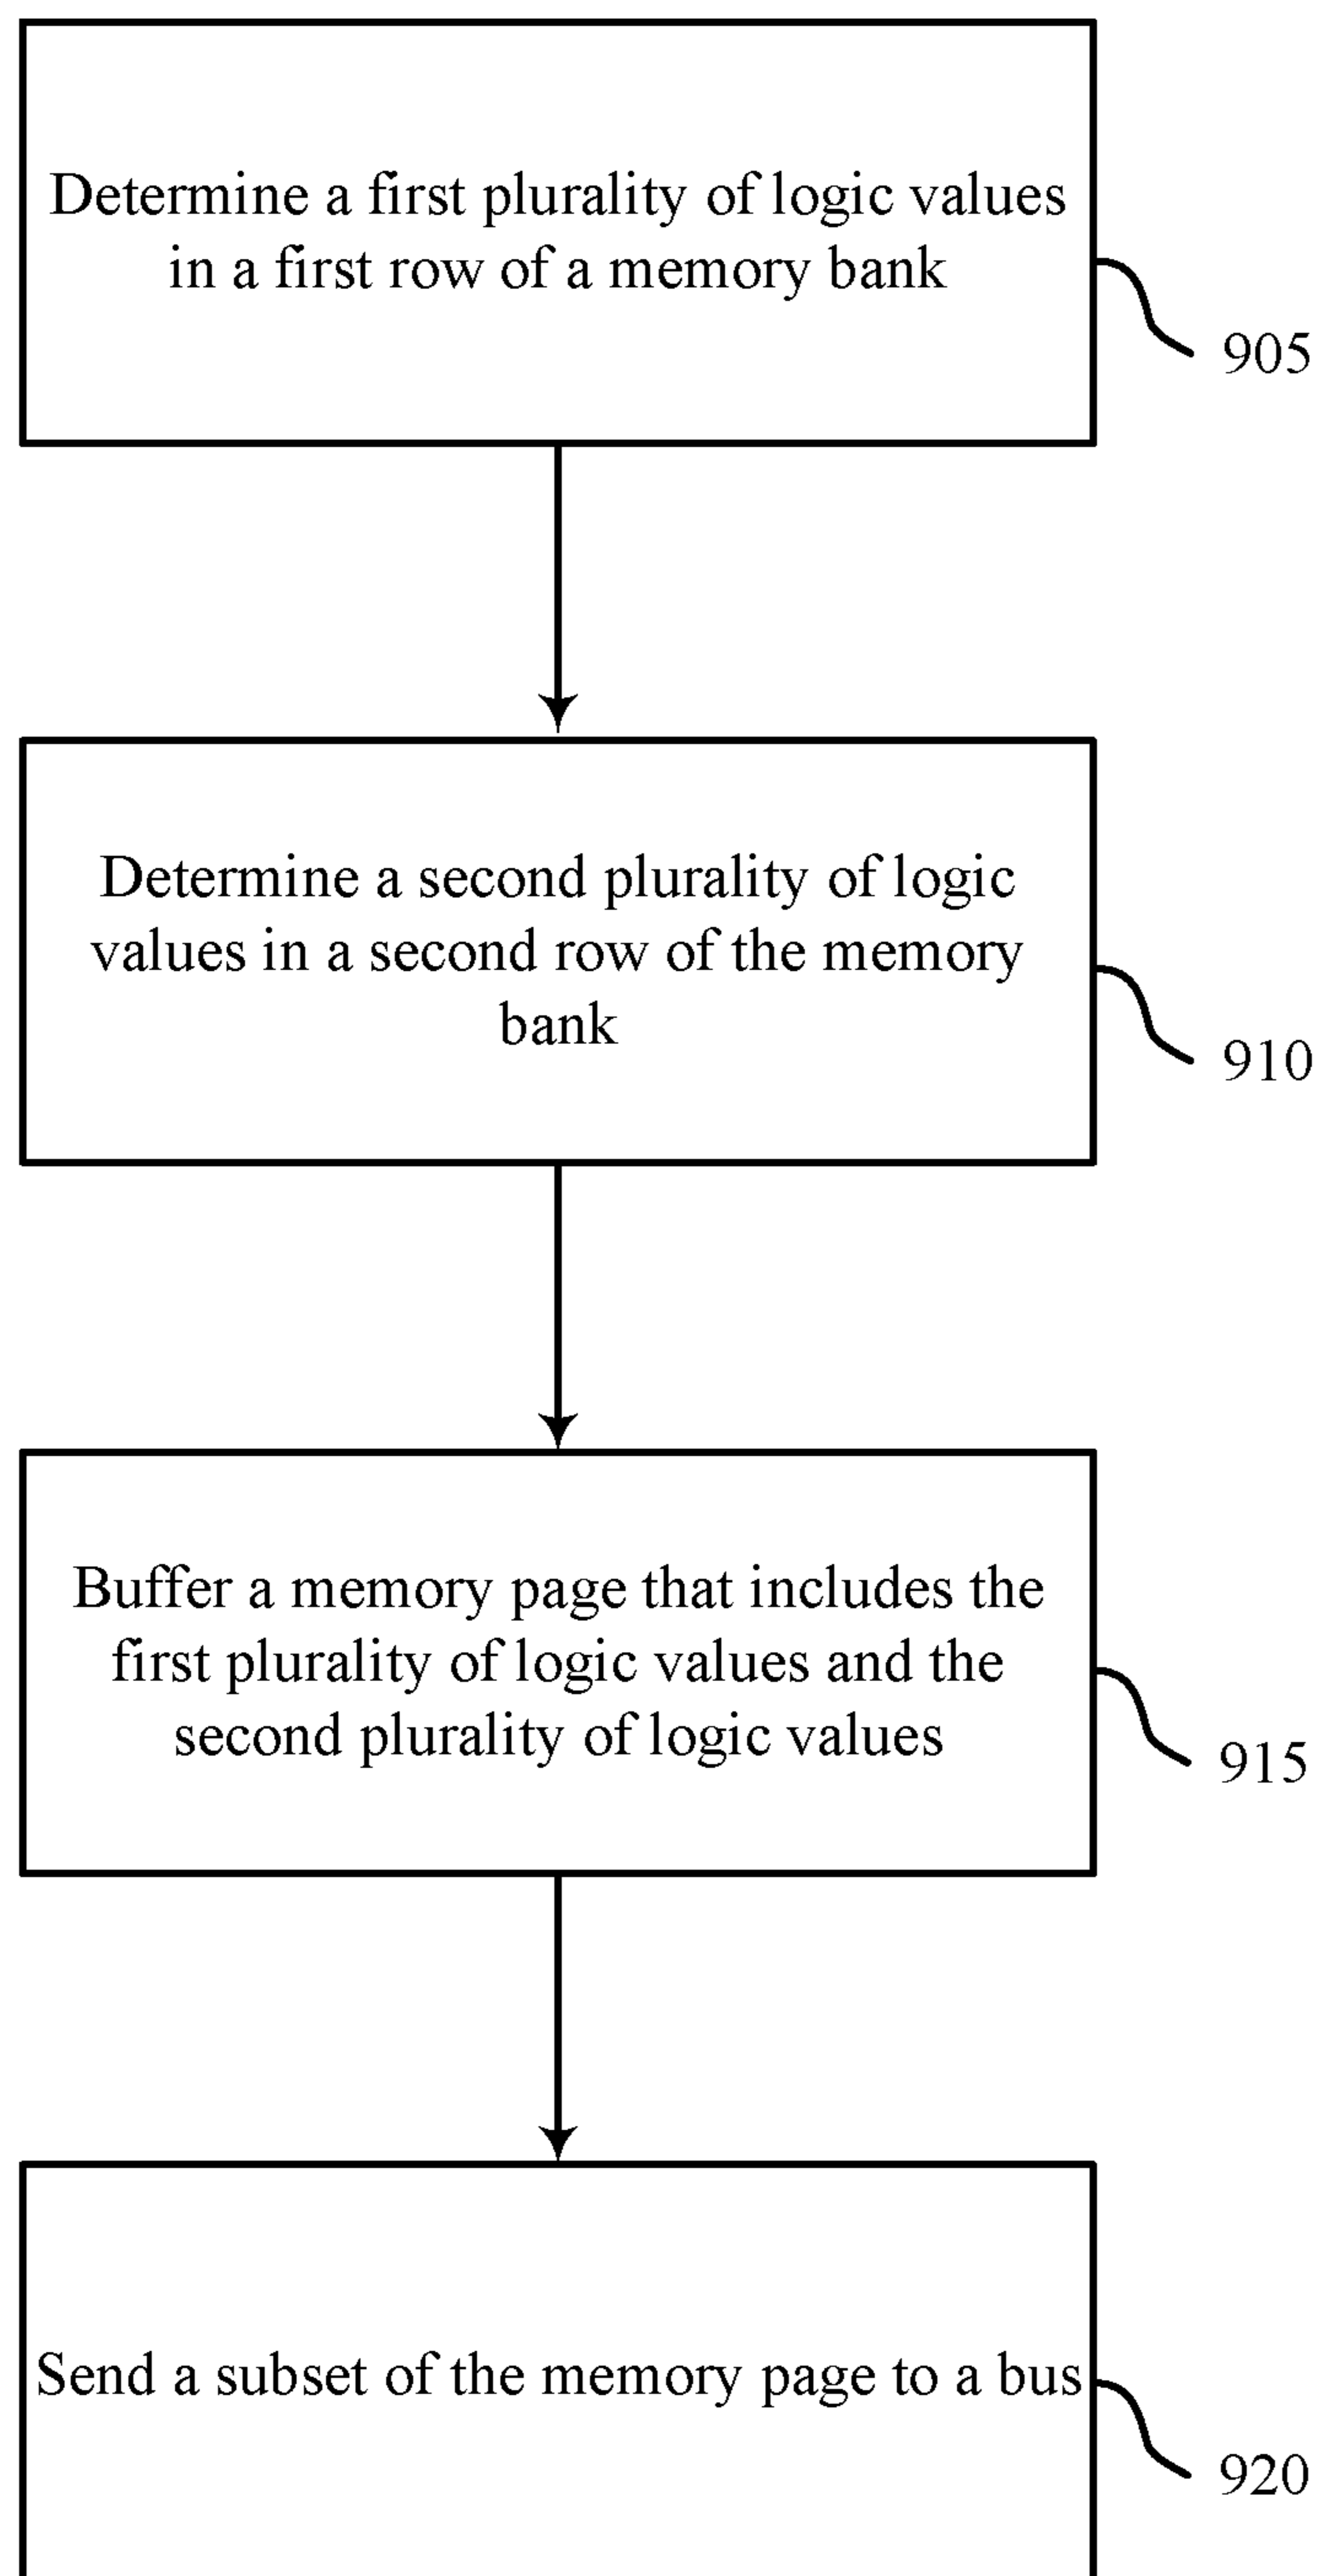 Determine a first plurality of logic values
in a first row of a memory bank
905
Determine a second plurality of logic
values in a second row of the memory
bank
910
Buffer a memory page that includes the
first plurality of logic values and the
second plurality of logic values
915
Send a subset of the memory page to a bus
920